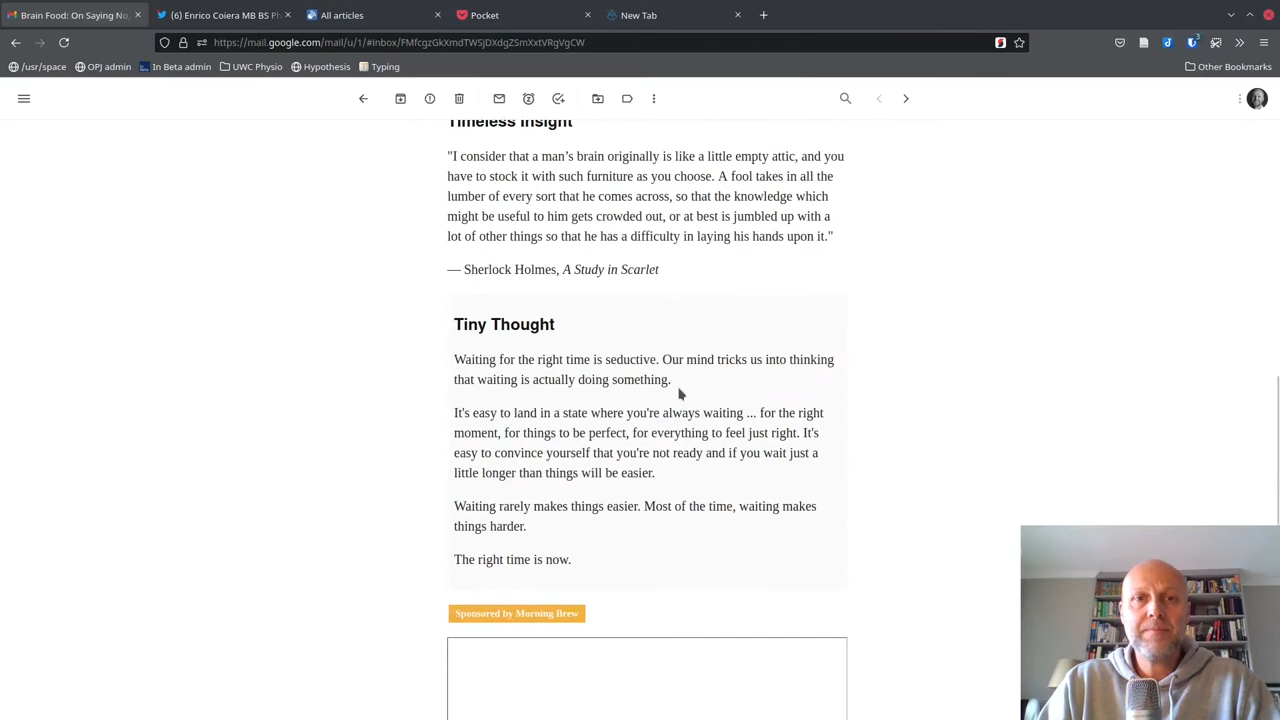 Brain Food: On Saying No,
(6) Enrico Coiera MB BS Ph
All articles
Pocket
New Tab
https://mail.google.com/mail/u/1/#inbox/FMfcgzGkXmdTWSjDXdgZSmXxtVRgVgCW
3
/usr/space
OPJ admin
In Beta admin
UWC Physio
Hypothesis
Typing
Other Bookmarks
Timeless Insight
"I consider that a man’s brain originally is like a little empty attic, and you
have to stock it with such furniture as you choose. A fool takes in all the
lumber of every sort that he comes across, so that the knowledge which
might be useful to him gets crowded out, or at best is jumbled up with a
lot of other things so that he has a difficulty in laying his hands upon it."
— Sherlock Holmes, A Study in Scarlet
Tiny Thought
Waiting for the right time is seductive. Our mind tricks us into thinking
that waiting is actually doing something.
It's easy to land in a state where you're always waiting ... for the right
moment, for things to be perfect, for everything to feel just right. It's
easy to convince yourself that you're not ready and if you wait just a
little longer than things will be easier.
Waiting rarely makes things easier. Most of the time, waiting makes
things harder.
The right time is now.
Sponsored by Morning Brew